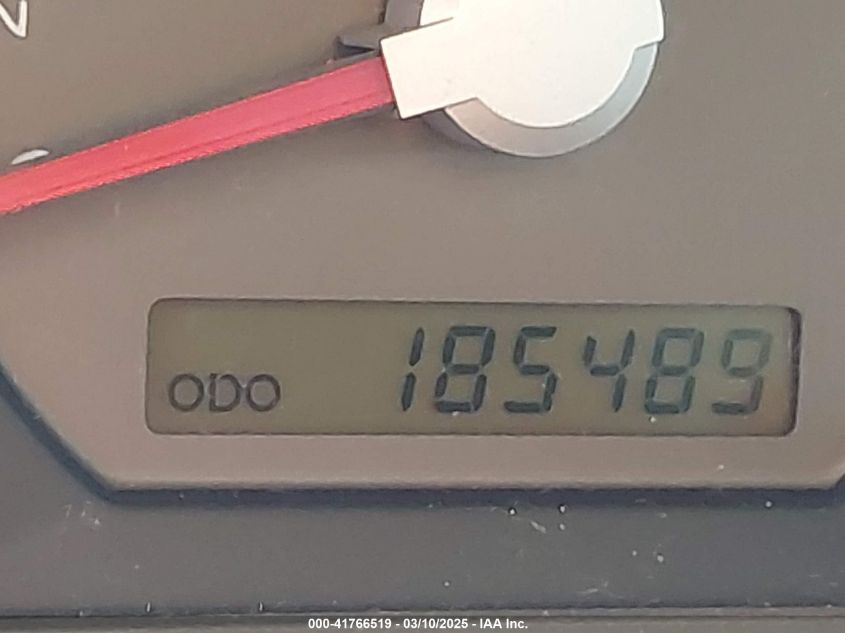 ODO 185489
000-41766519 - 03/10/2025 - IAA Inc.